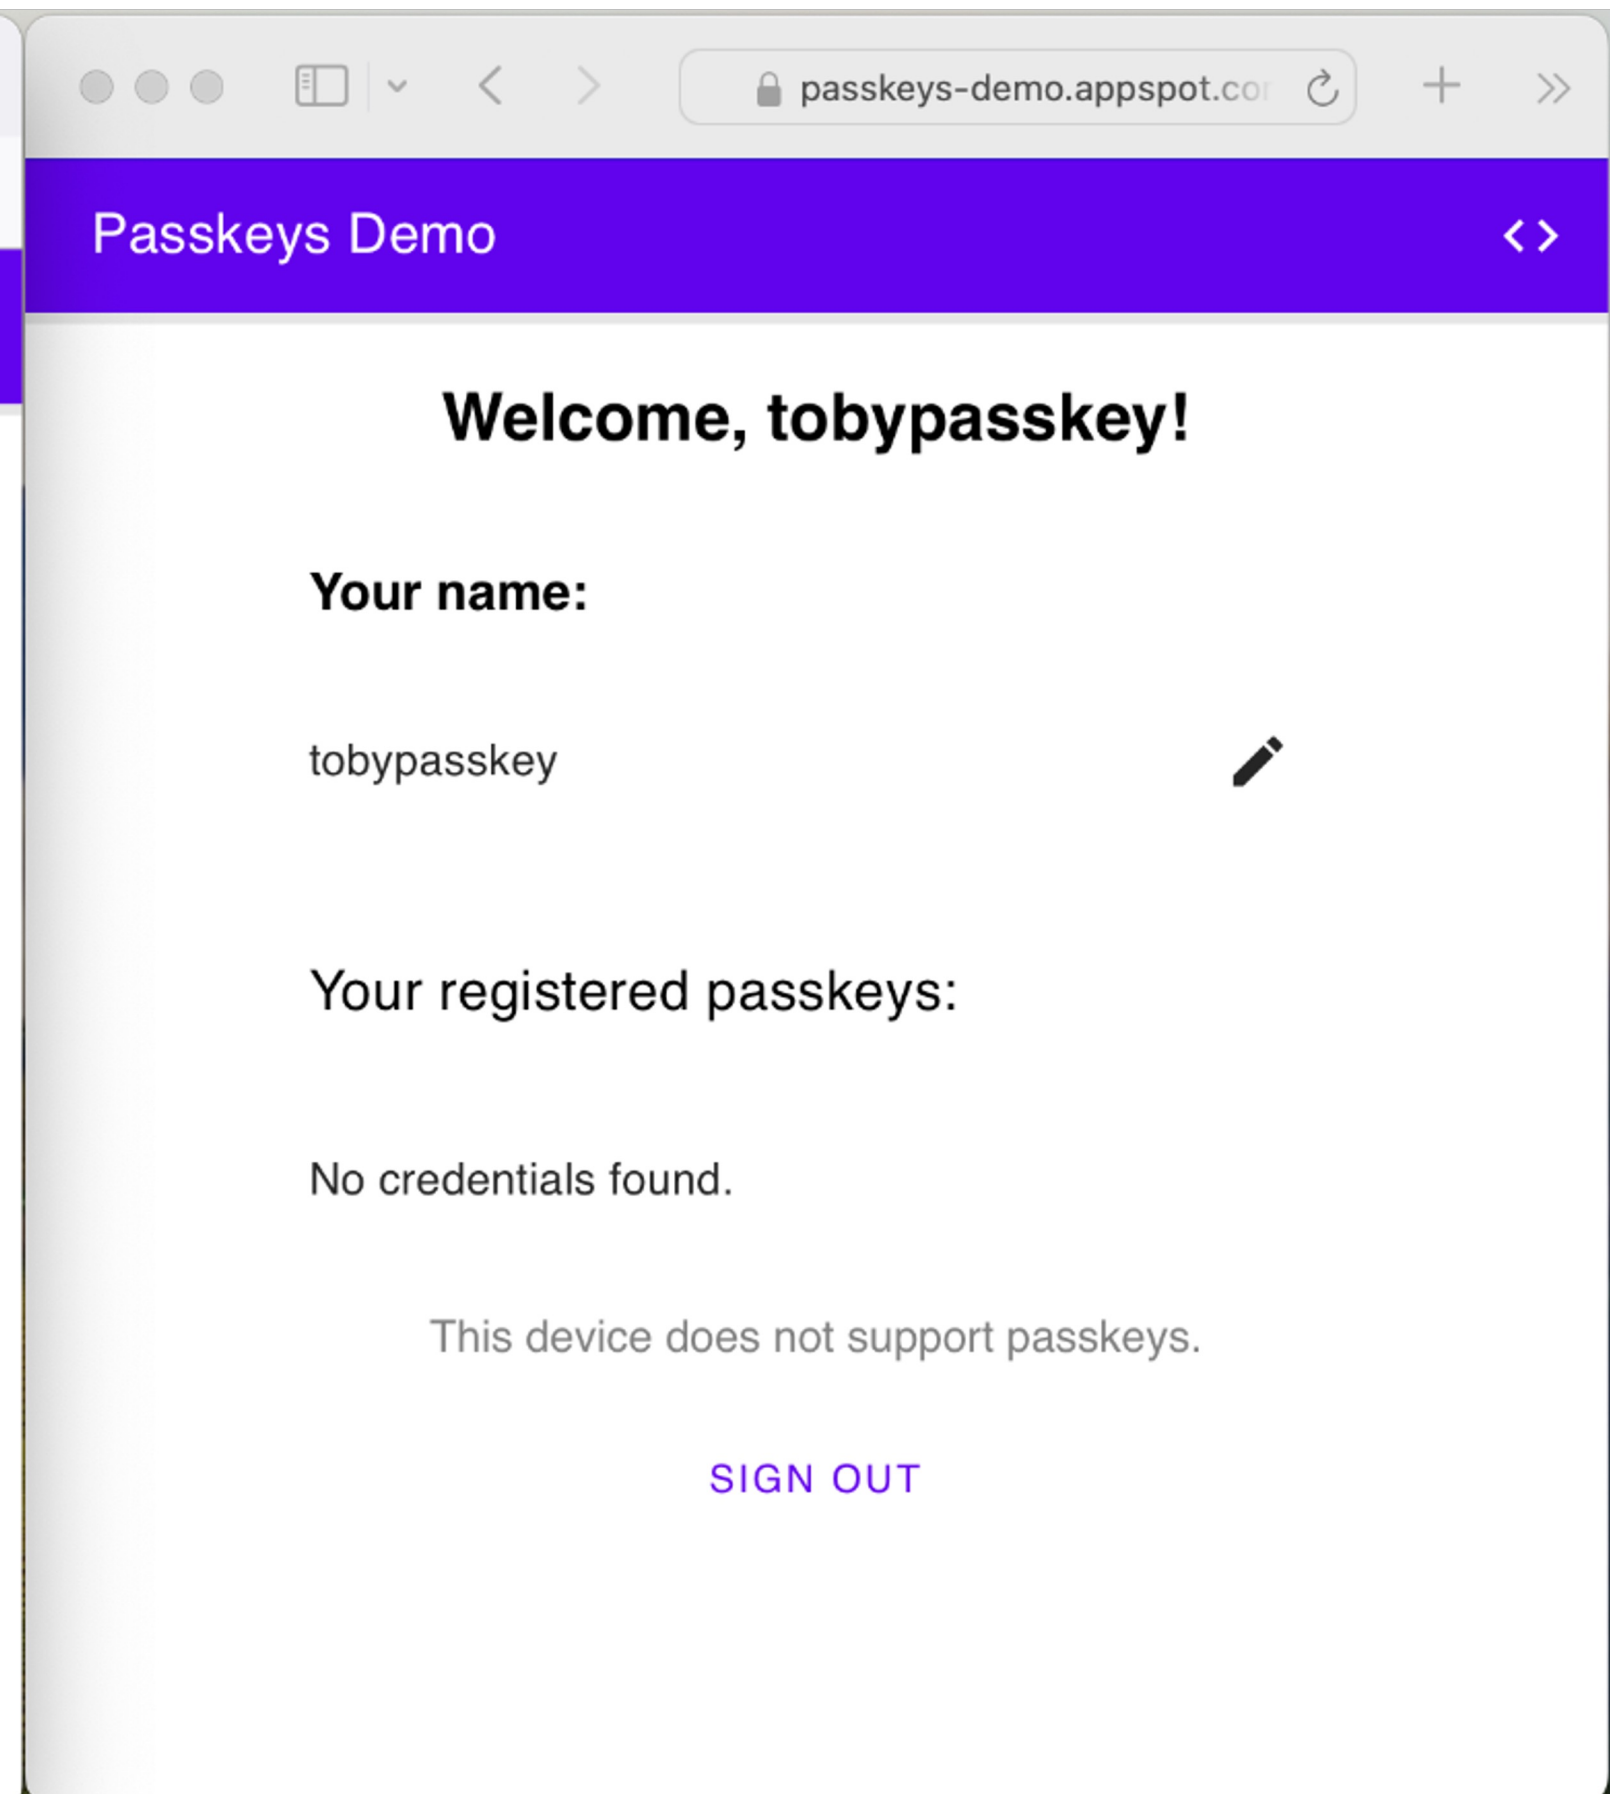 passkeys-demo.appspot.co
Passkeys Demo
Welcome, tobypasskey!
Your name:
tobypasskey
Your registered passkeys:
No credentials found.
This device does not support passkeys.
SIGN OUT